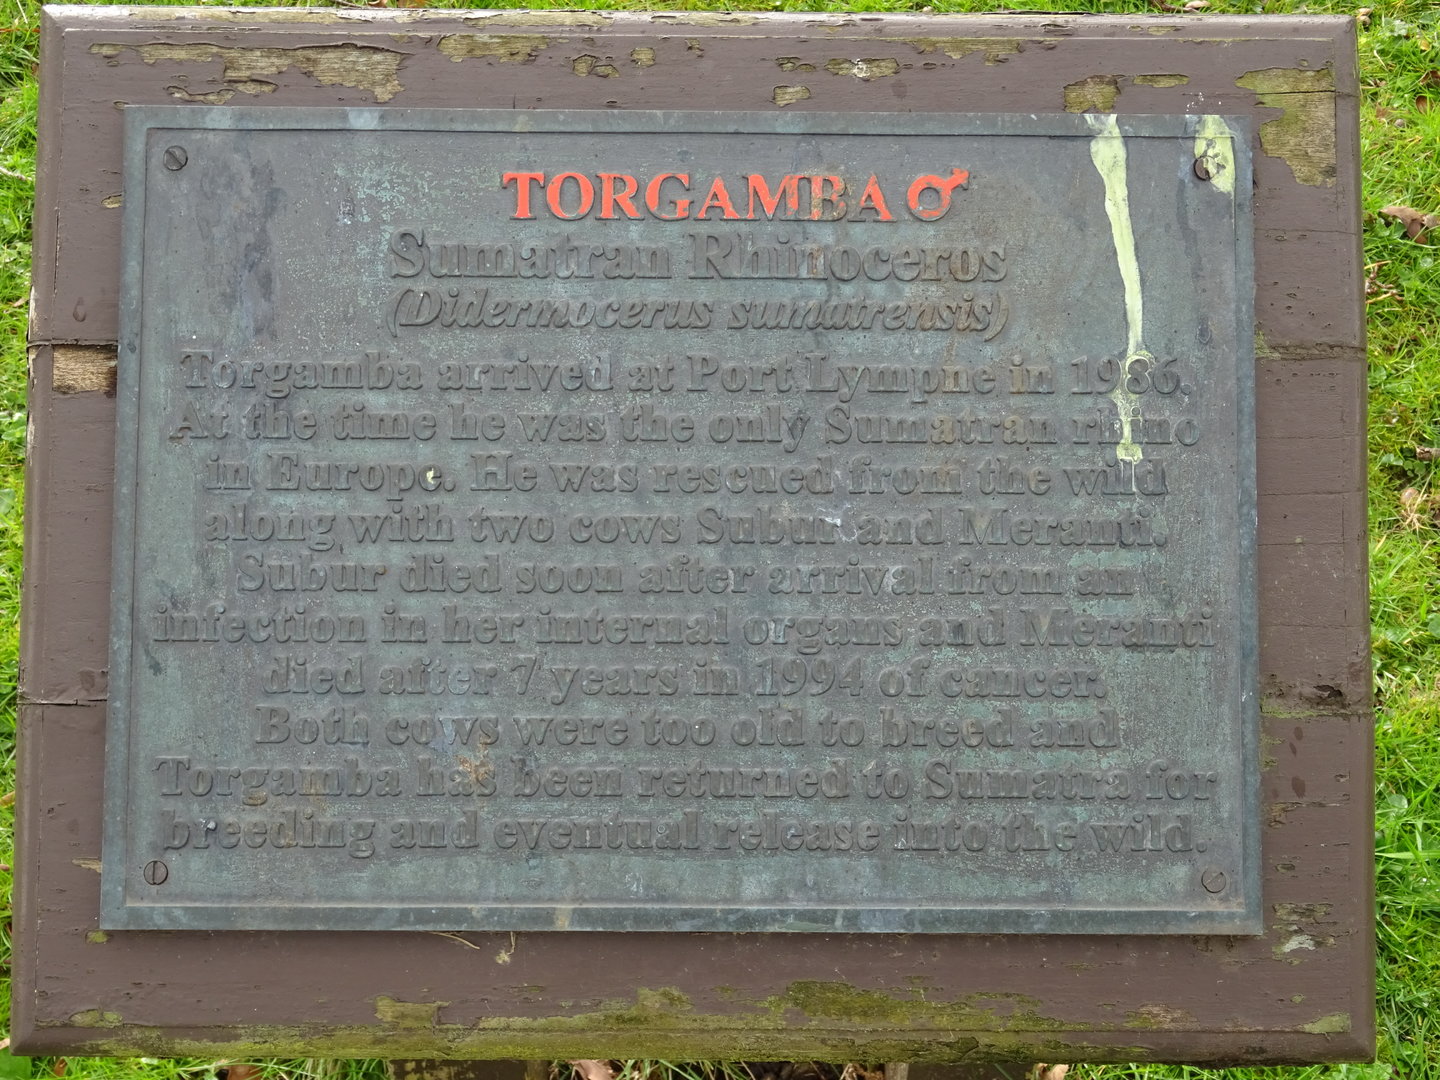 TORGAMBA ♂
Sumatran Rhinoceros
(Didermocerus sumatrensis)
Torgamba arrived at Port Lympne in 1986.
At the time he was the only Sumatran rhino
in Europe. He was rescued from the wild
along with two cows Subur and Meranti.
Subur died soon after arrival from an
infection in her internal organs and Meranti
died after 7 years in 1994 of cancer.
Both cows were too old to breed and
Torgamba has been returned to Sumatra for
breeding and eventual release into the wild.